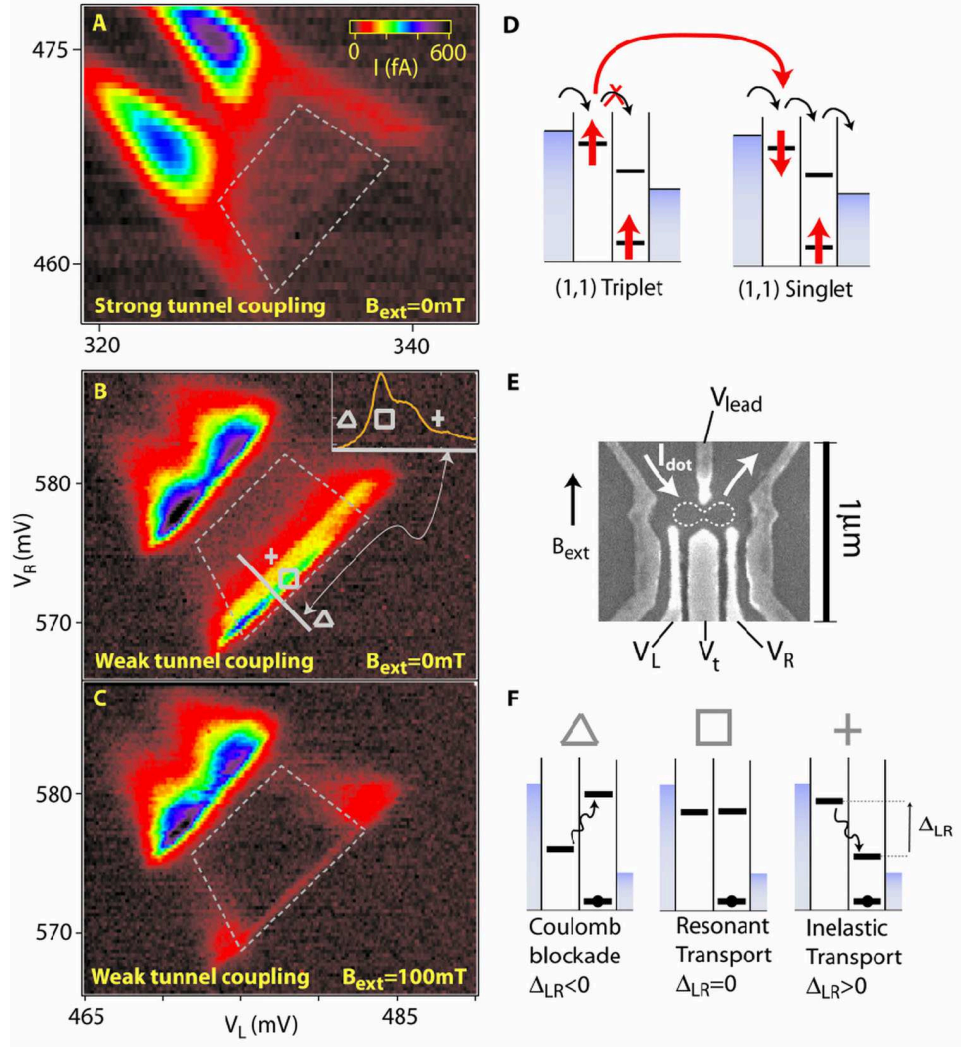 A
0 600
I (fA)
475
460
Strong tunnel coupling B_ext=0mT
320 340
B
580
570
V_R (mV)
Weak tunnel coupling B_ext=0mT
C
580
570
Weak tunnel coupling B_ext=100mT
465 485
V_L (mV)
D
X
(1,1) Triplet (1,1) Singlet
E
V_lead
I_dot
B_ext
1μm
V_L V_t V_R
F
Δ_LR
Coulomb
blockade
Δ_LR<0
Resonant
Transport
Δ_LR=0
Inelastic
Transport
Δ_LR>0